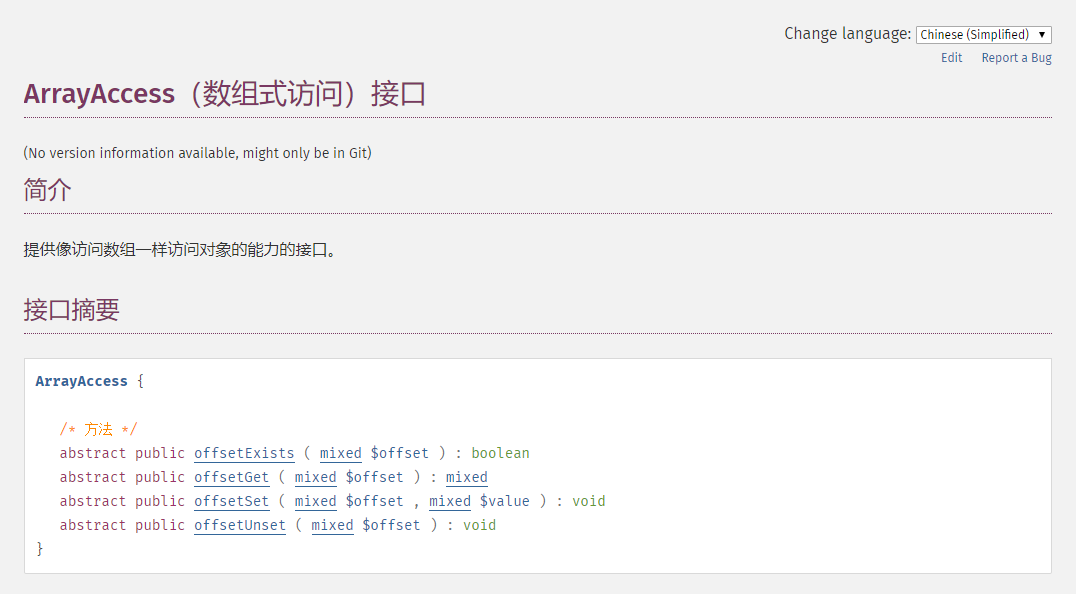 Change language: Chinese (Simplified)
Edit Report a Bug
ArrayAccess（数组式访问）接口
(No version information available, might only be in Git)
简介
提供像访问数组一样访问对象的能力的接口。
接口摘要
ArrayAccess {
/* 方法 */
abstract public offsetExists ( mixed $offset ) : boolean
abstract public offsetGet ( mixed $offset ) : mixed
abstract public offsetSet ( mixed $offset , mixed $value ) : void
abstract public offsetUnset ( mixed $offset ) : void
}